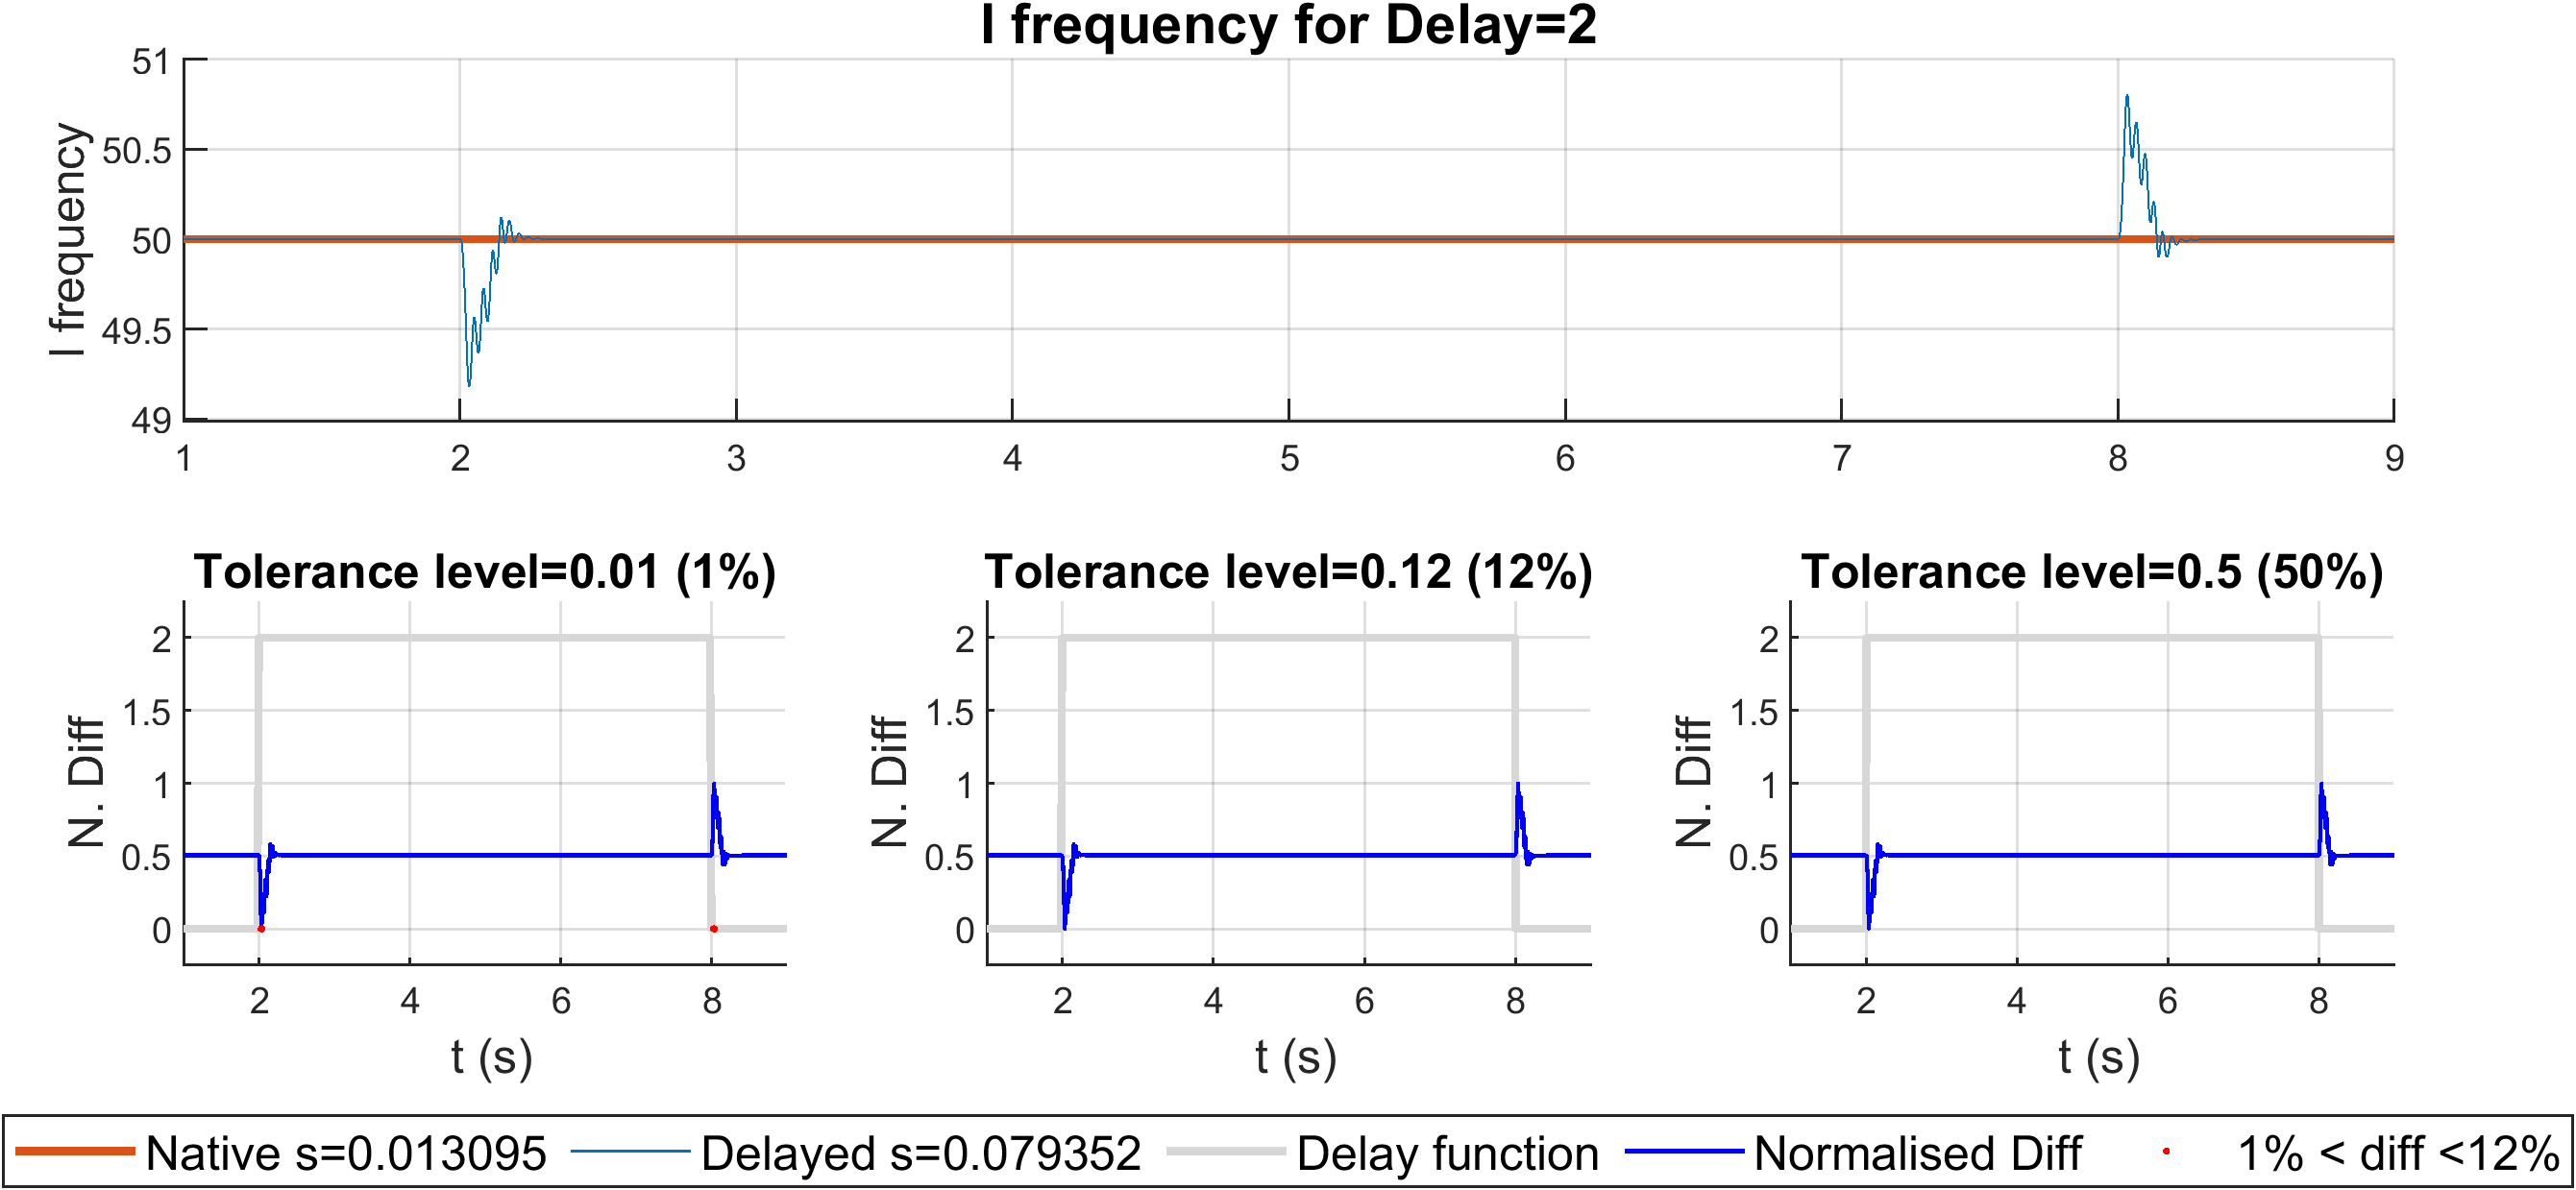 I frequency for Delay=2
51
50.5
50
49.5
49
I frequency
1 2 3 4 5 6 7 8 9
Tolerance level=0.01 (1%)
2
1.5
1
0.5
0
N. Diff
2 4 6 8
t (s)
Tolerance level=0.12 (12%)
2
1.5
1
0.5
0
N. Diff
2 4 6 8
t (s)
Tolerance level=0.5 (50%)
2
1.5
1
0.5
0
N. Diff
2 4 6 8
t (s)
Native s=0.013095 Delayed s=0.079352 Delay function Normalised Diff 1% < diff <12%